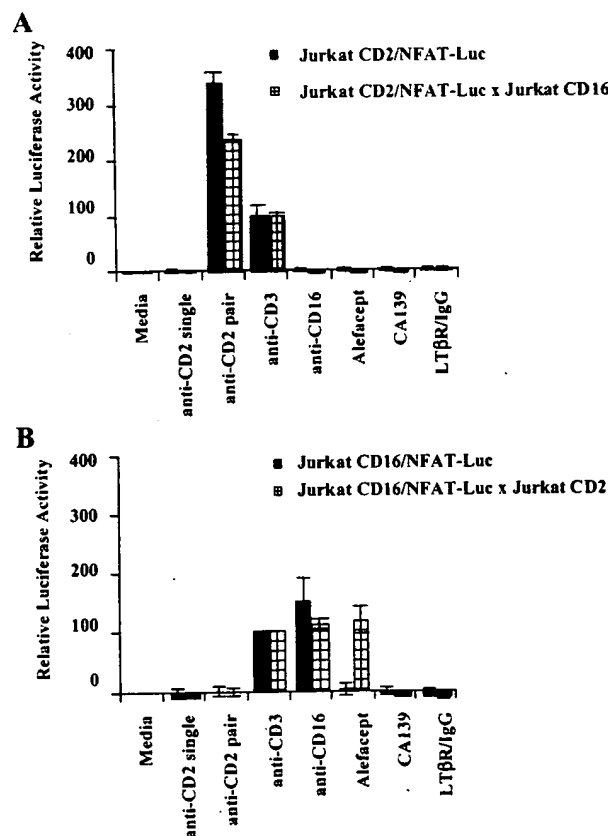 A
Jurkat CD2/NFAT-Luc
Jurkat CD2/NFAT-Luc x Jurkat CD16
Relative Luciferase Activity
400
300
200
100
0
Media
anti-CD2 single
anti-CD2 pair
anti-CD3
anti-CD16
Alefacept
CA139
LTβR/IgG
B
Jurkat CD16/NFAT-Luc
Jurkat CD16/NFAT-Luc x Jurkat CD2
Relative Luciferase Activity
400
300
200
100
0
Media
anti-CD2 single
anti-CD2 pair
anti-CD3
anti-CD16
Alefacept
CA139
LTβR/IgG